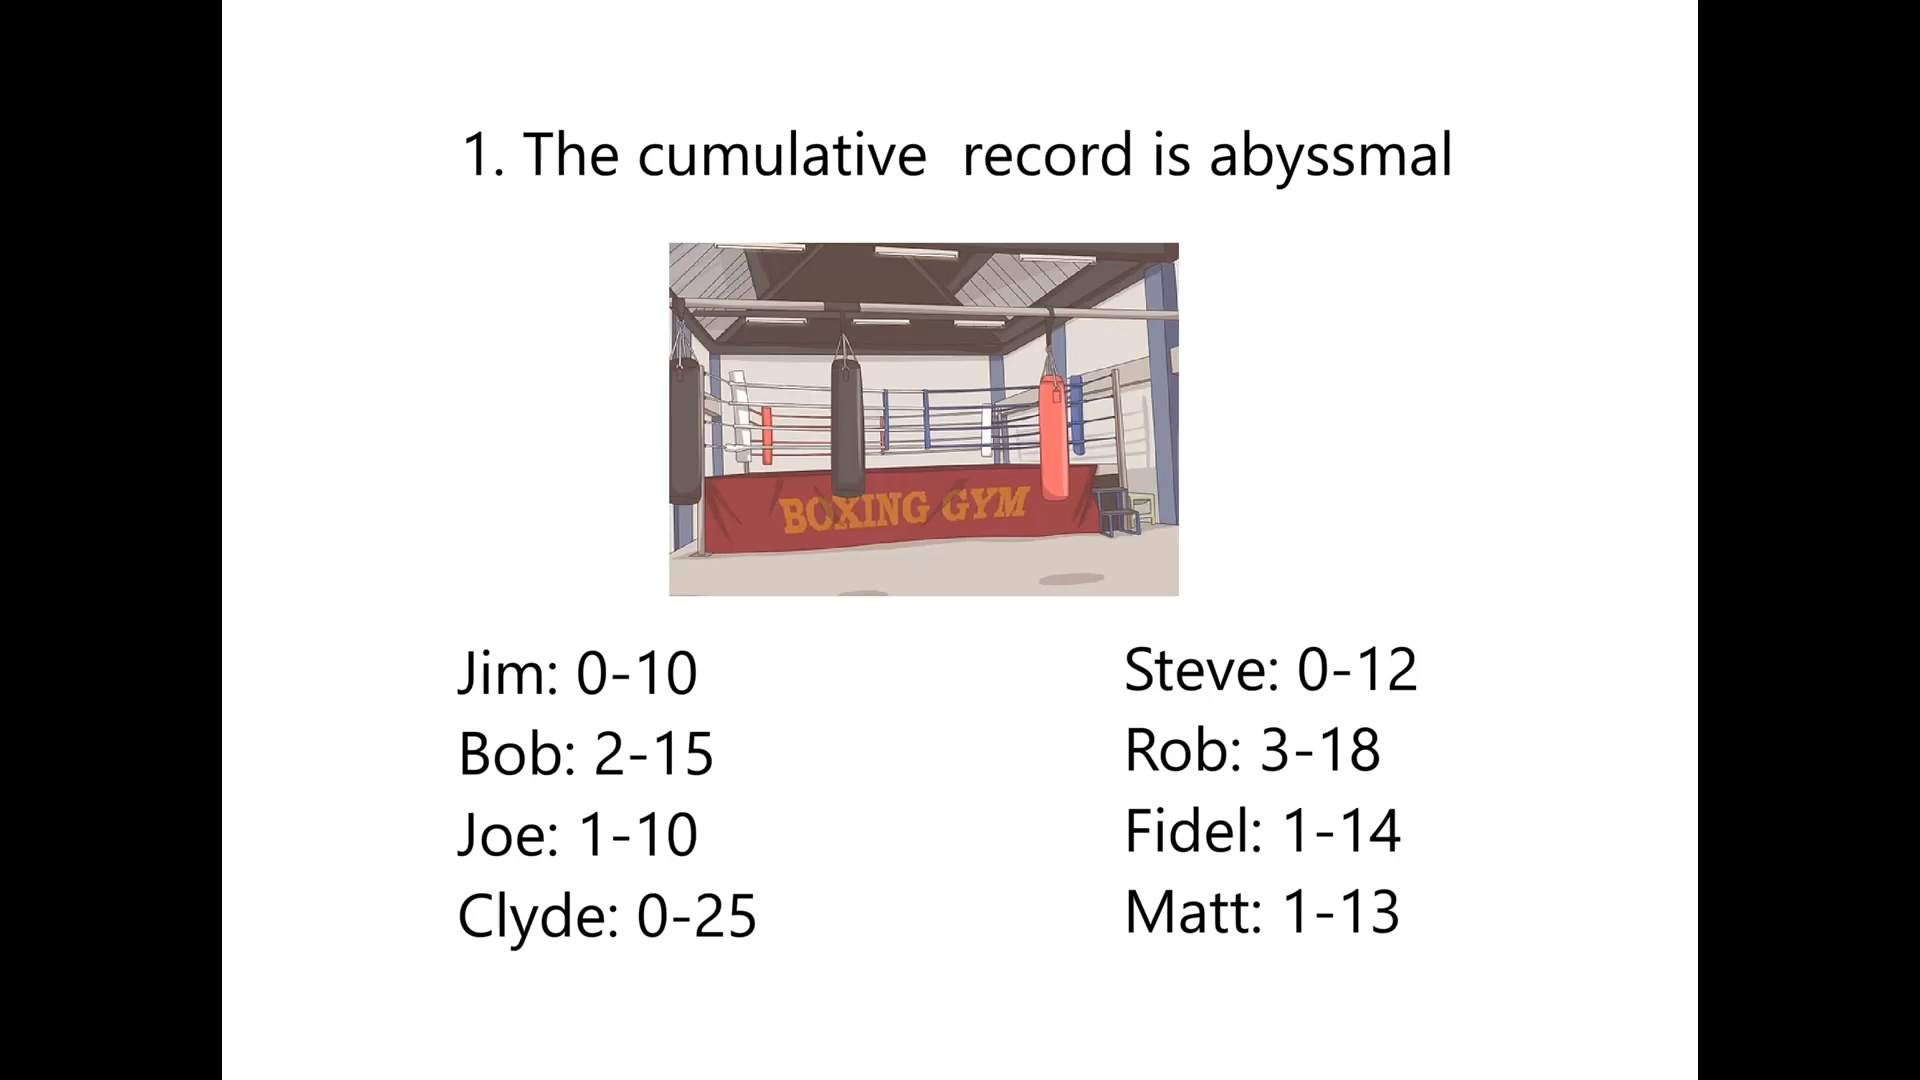 1. The cumulative  record is abyssmal
BOXING GYM
Jim: 0-10
Bob: 2-15
Joe: 1-10
Clyde: 0-25
Steve: 0-12
Rob: 3-18
Fidel: 1-14
Matt: 1-13